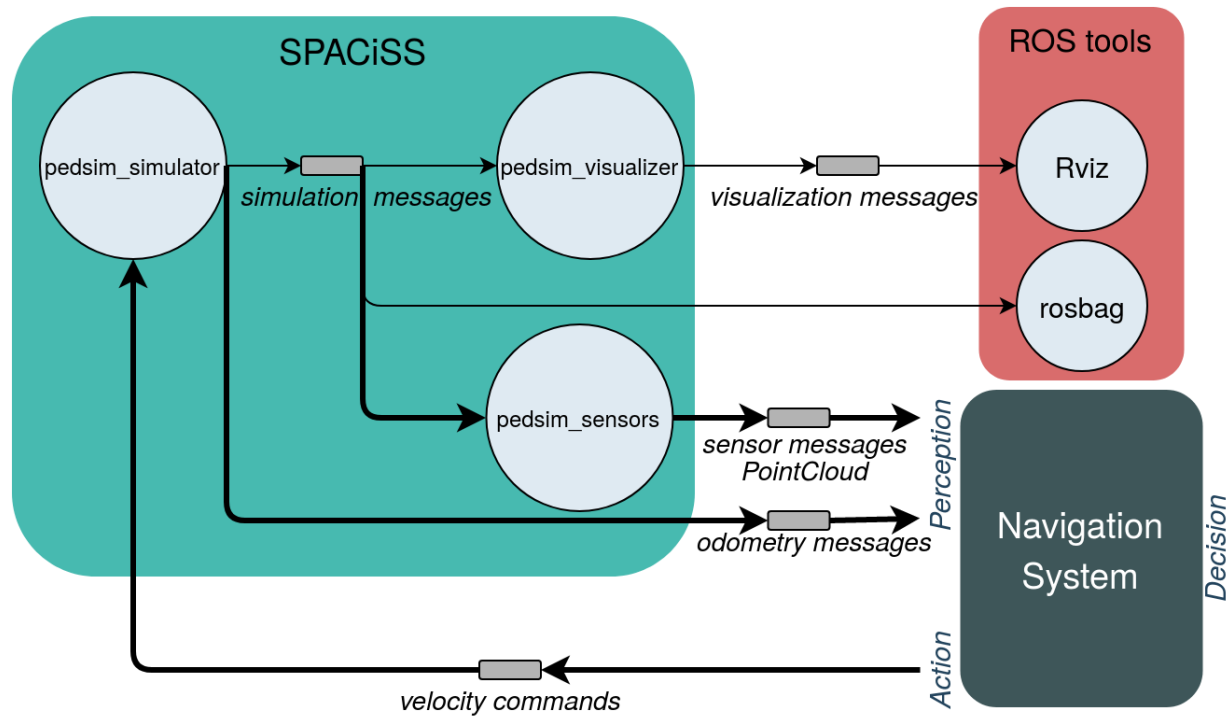 SPACiSS
ROS tools
pedsim_simulator
simulation messages
pedsim_visualizer
visualization messages
Rviz
rosbag
pedsim_sensors
sensor messages
PointCloud
odometry messages
Perception
Navigation
System
Decision
Action
velocity commands